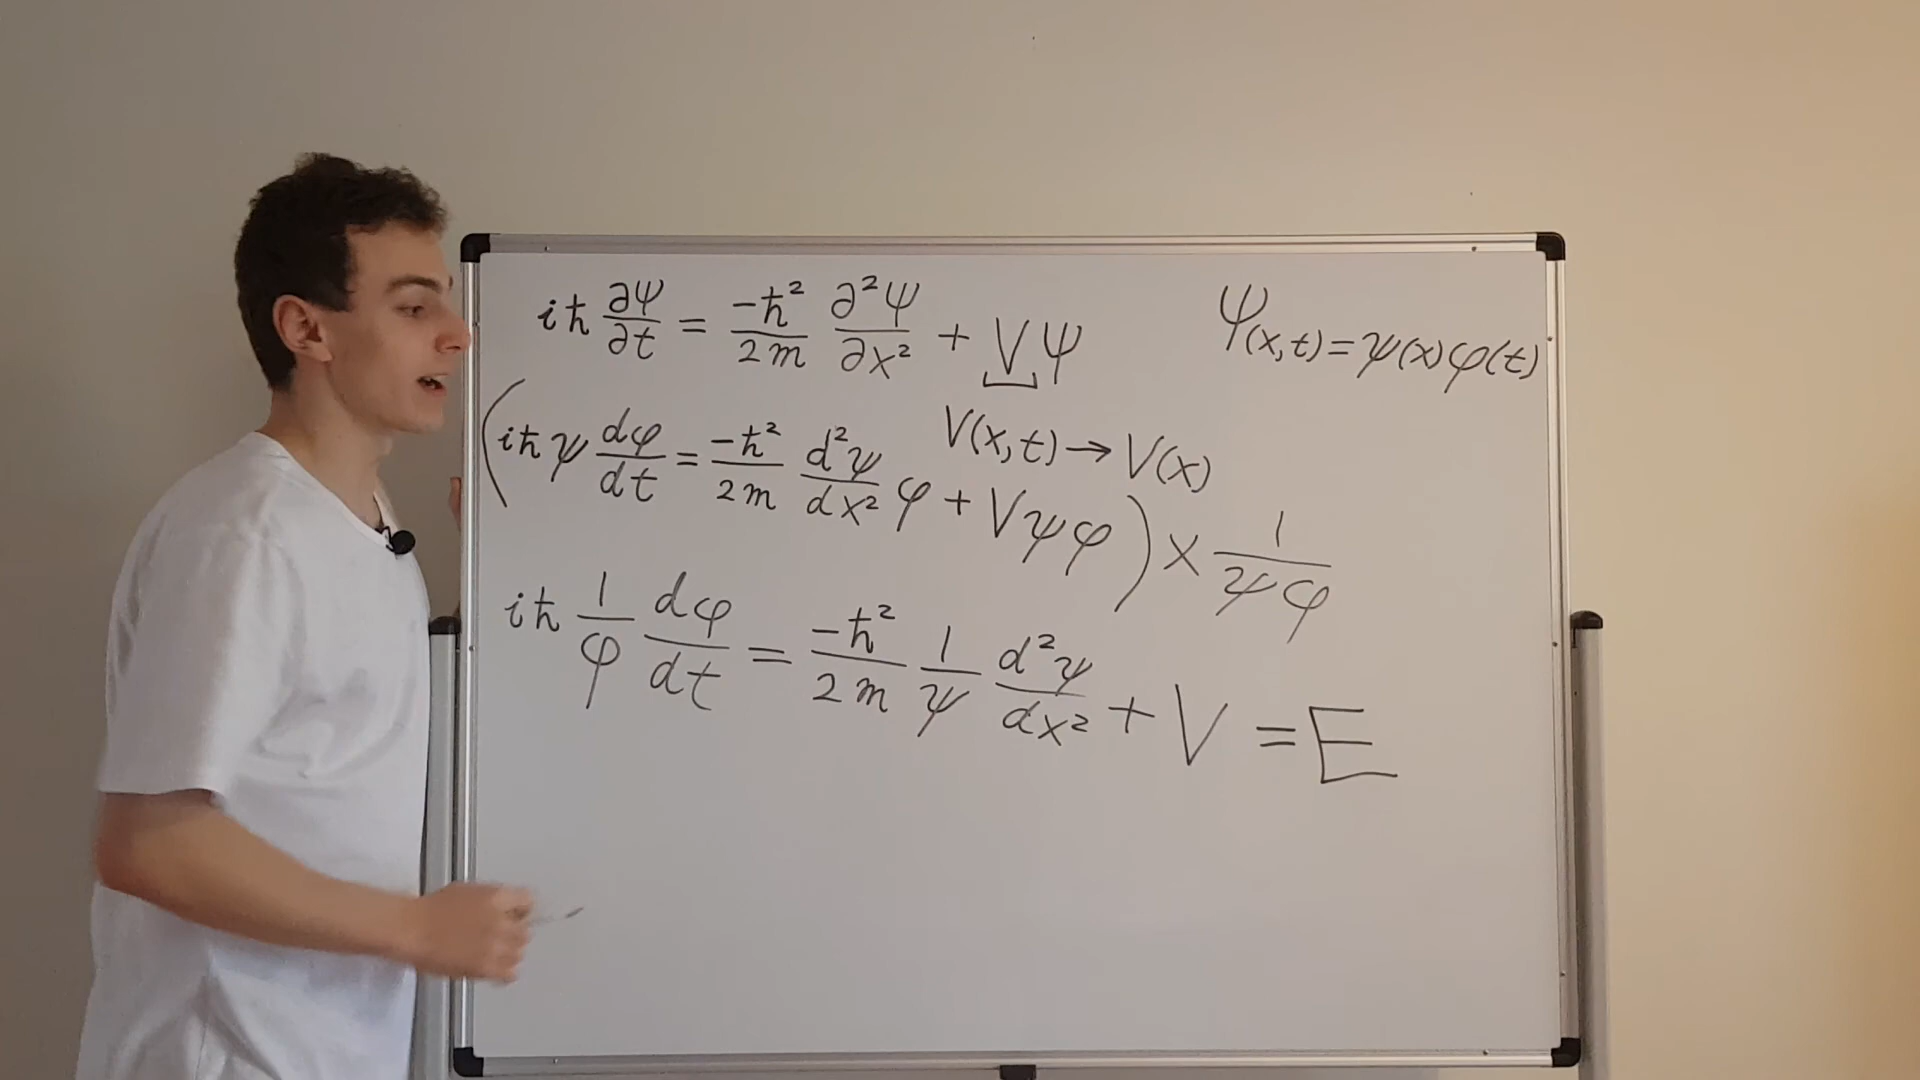 iħ ∂Ψ/∂t = -ħ²/2m ∂²Ψ/∂x² + VΨ
Ψ(x,t)=ψ(x)φ(t)
V(x,t)→V(x)
(iħψ dφ/dt = -ħ²/2m d²ψ/dx² φ + Vψφ) × 1/ψφ
iħ 1/φ dφ/dt = -ħ²/2m 1/ψ d²ψ/dx² + V = E